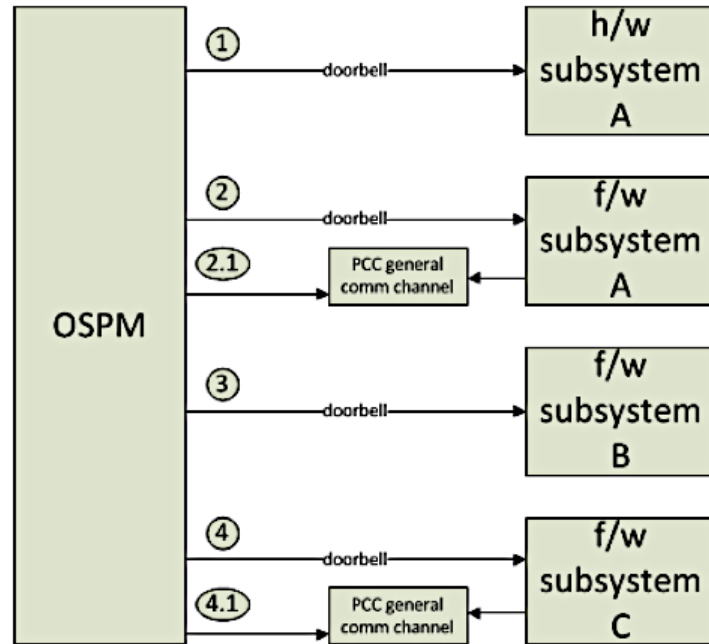 OSPM
1
doorbell
h/w
subsystem
A
2
doorbell
f/w
subsystem
A
2.1
PCC general
comm channel
3
doorbell
f/w
subsystem
B
4
doorbell
f/w
subsystem
C
4.1
PCC general
comm channel